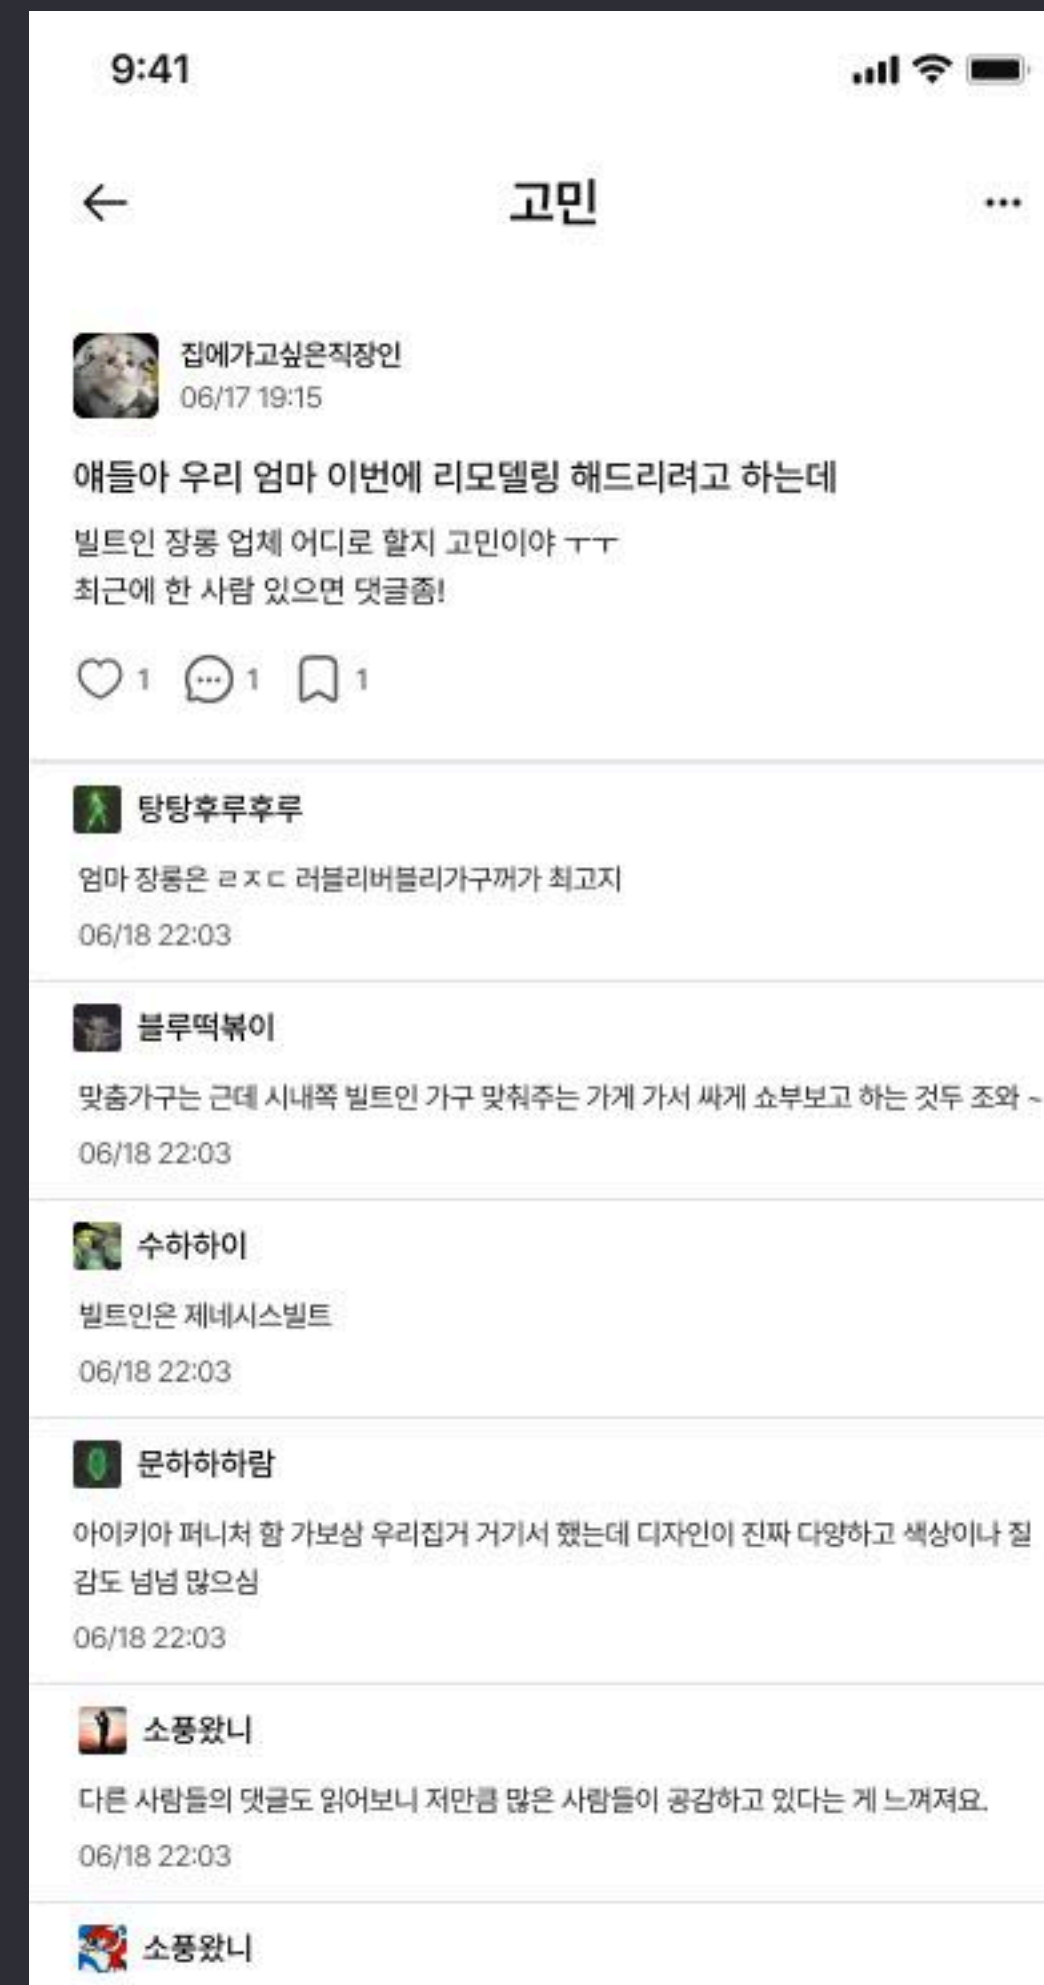 9:41
고민
집에가고싶은직장인
06/17 19:15
얘들아 우리 엄마 이번에 리모델링 해드리려고 하는데
빌트인 장롱 업체 어디로 할지 고민이야 ㅜㅜ
최근에 한 사람 있으면 댓글좀!
1 1 1
탕탕후루후루
엄마 장롱은 ㄹㅈㄷ 러블리버블리가구꺼가 최고지
06/18 22:03
블루떡볶이
맞춤가구는 근데 시내쪽 빌트인 가구 맞춰주는 가게 가서 싸게 쇼부보고 하는 것두 조와 ~
06/18 22:03
수하하이
빌트인은 제네시스빌트
06/18 22:03
문하하하람
아이키아 퍼니처 함 가보삼 우리집거 거기서 했는데 디자인이 진짜 다양하고 색상이나 질
감도 넘넘 많으심
06/18 22:03
소풍왔니
다른 사람들의 댓글도 읽어보니 저만큼 많은 사람들이 공감하고 있다는 게 느껴져요.
06/18 22:03
소풍왔니